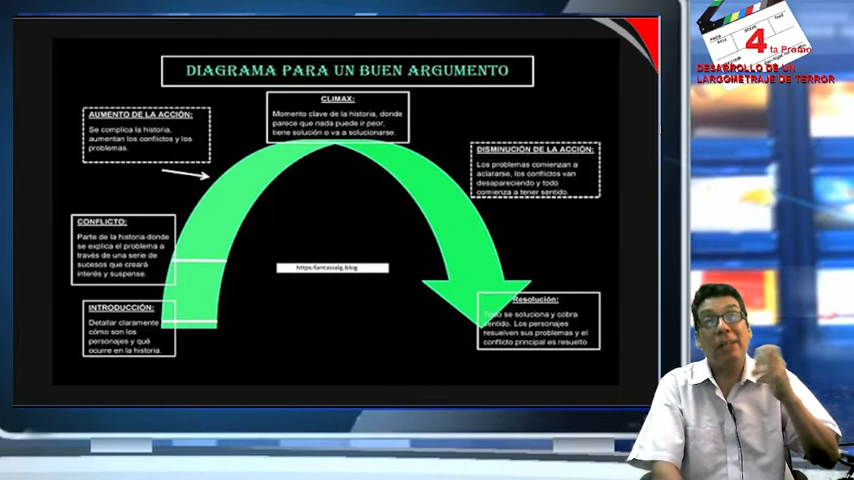 DIAGRAMA PARA UN BUEN ARGUMENTO
CLIMAX:
Momento clave de la historia, donde
parece que nada puede ir peor,
tiene solución o va a solucionarse.
AUMENTO DE LA ACCIÓN:
Se complica la historia,
aumentan los conflictos y los
problemas.
DISMINUCIÓN DE LA ACCIÓN:
Los problemas comienzan a
aclararse, los conflictos van
desapareciendo y todo
comienza a tener sentido.
CONFLICTO:
Parte de la historia donde
se explica el problema a
través de una serie de
sucesos que creará
interés y suspense.
https:fantasialg.blog
INTRODUCCIÓN:
Detallar claramente
cómo son los
personajes y qué
ocurre en la historia.
Resolución:
Todo se soluciona y cobra
sentido. Los personajes
resuelven sus problemas y el
conflicto principal es resuelto
4 ta Promo
DESARROLLO DE UN
LARGOMETRAJE DE TERROR